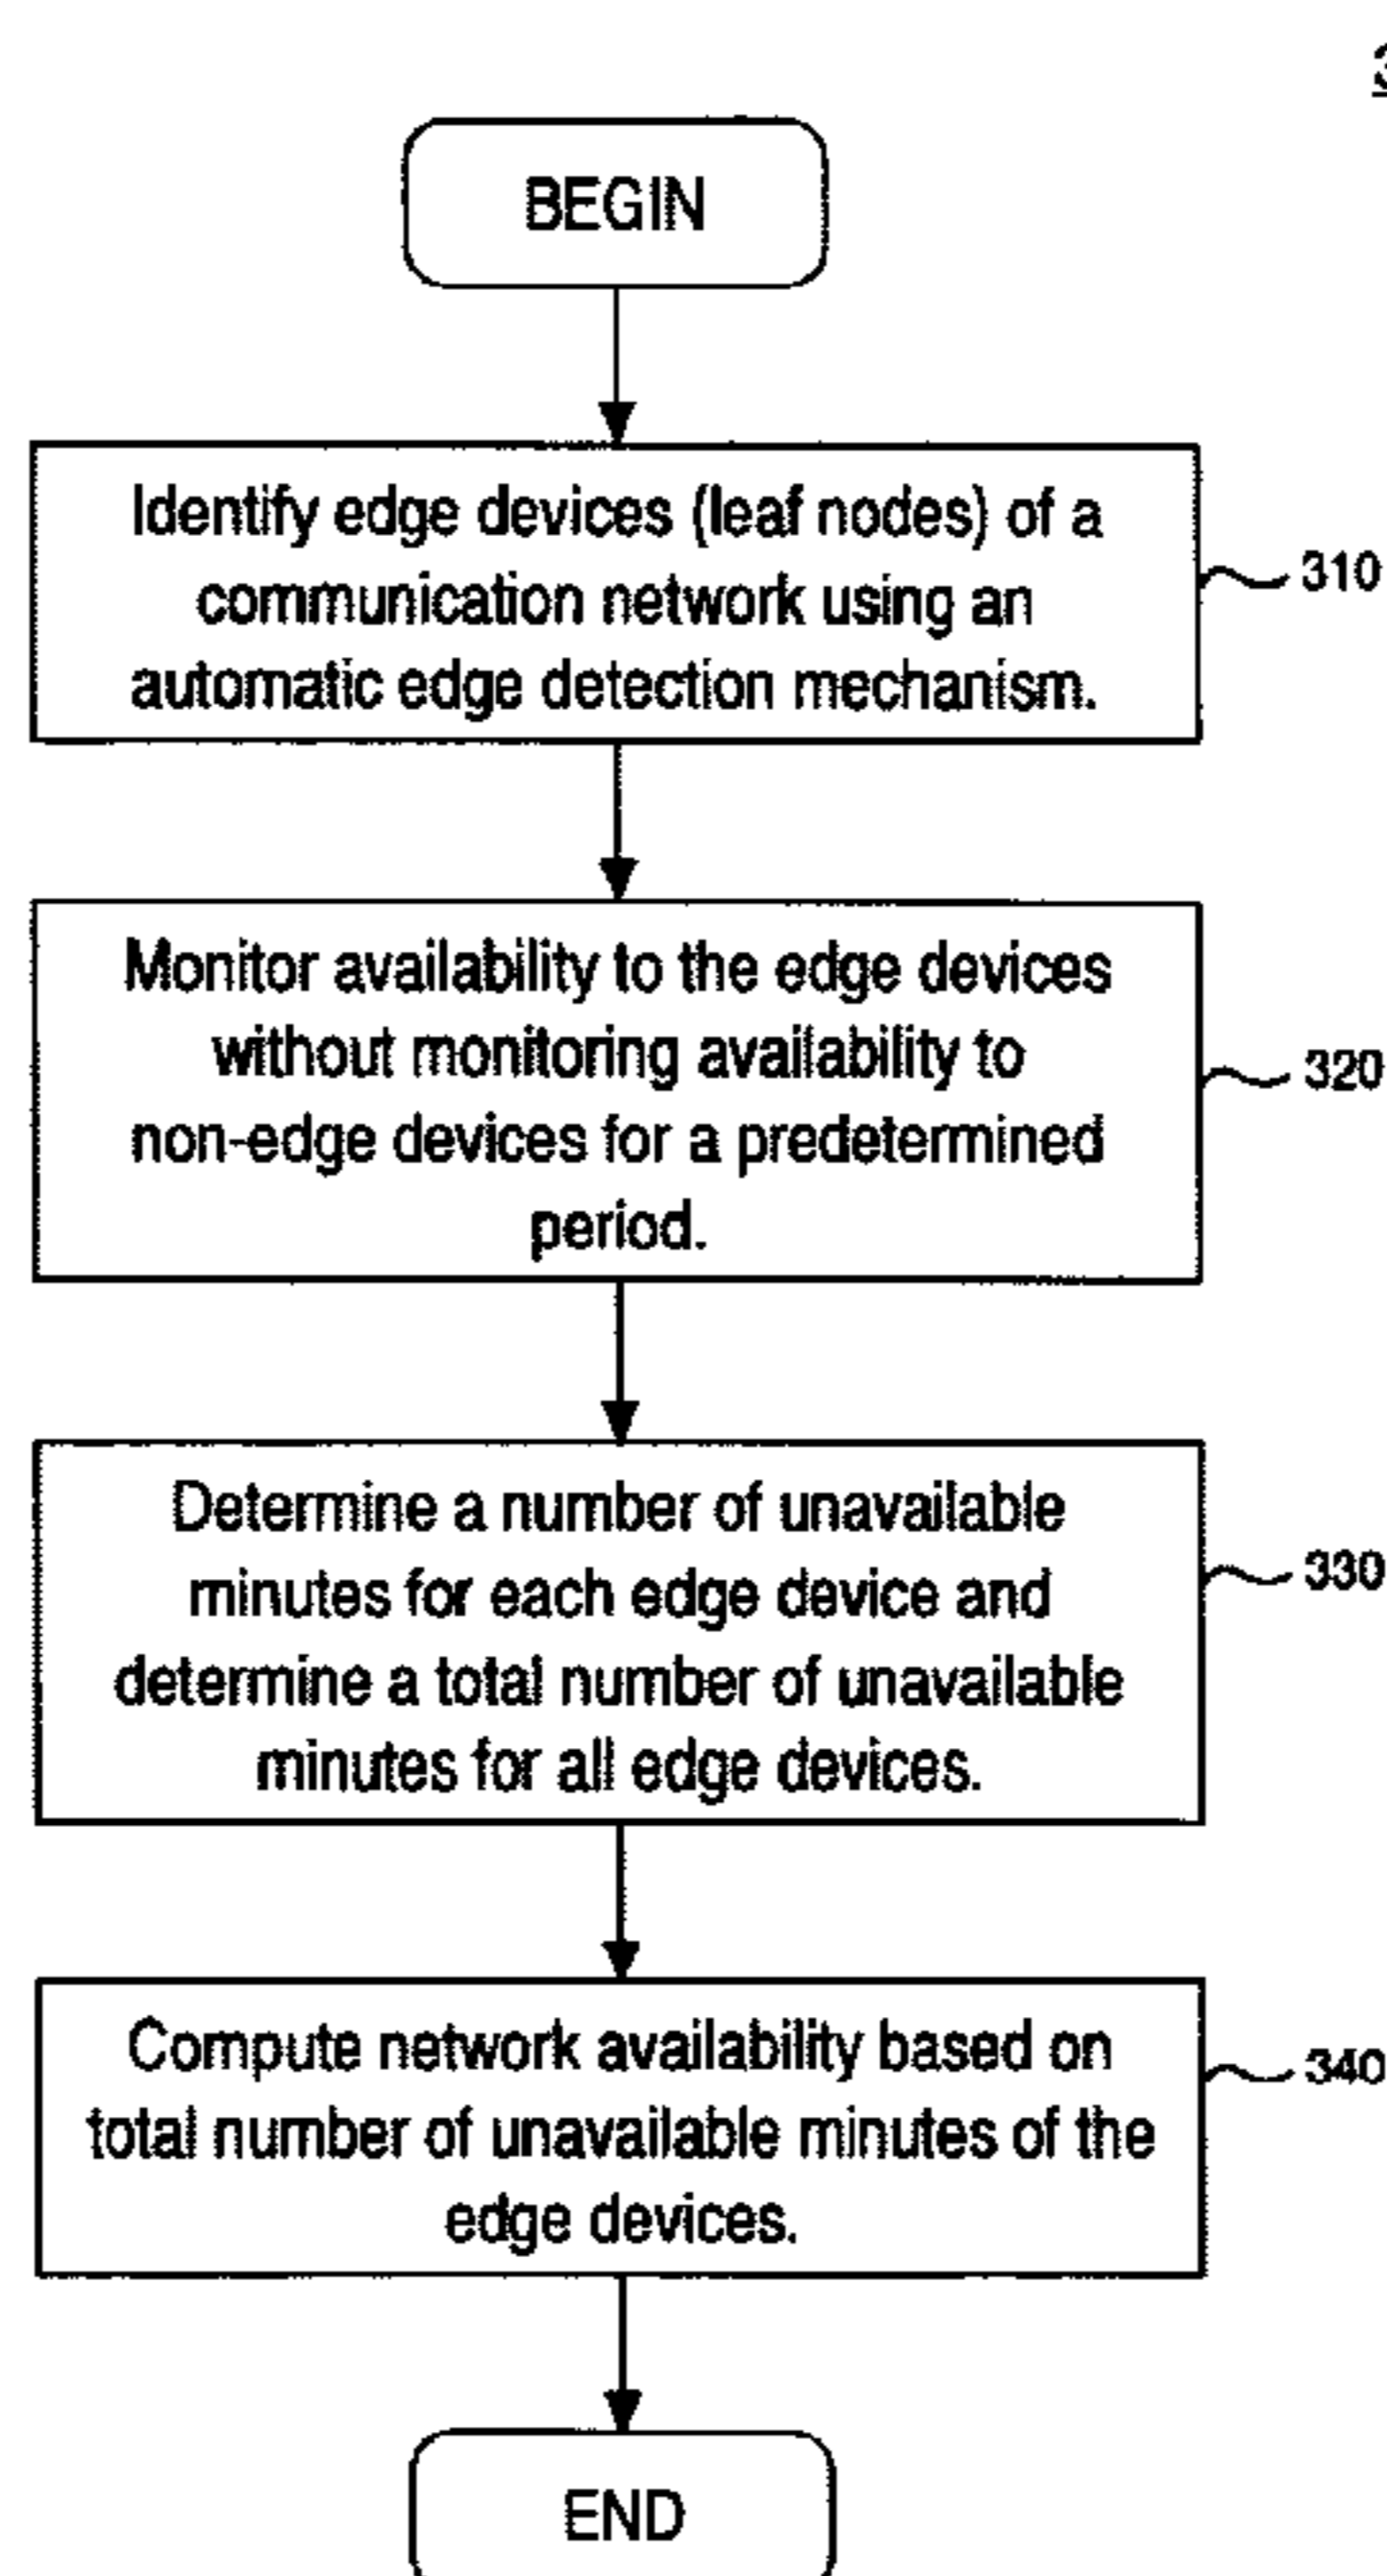 BEGIN
Identify edge devices (leaf nodes) of a
communication network using an
automatic edge detection mechanism.
310
Monitor availability to the edge devices
without monitoring availability to
non-edge devices for a predetermined
period.
320
Determine a number of unavailable
minutes for each edge device and
determine a total number of unavailable
minutes for all edge devices.
330
Compute network availability based on
total number of unavailable minutes of the
edge devices.
340
END